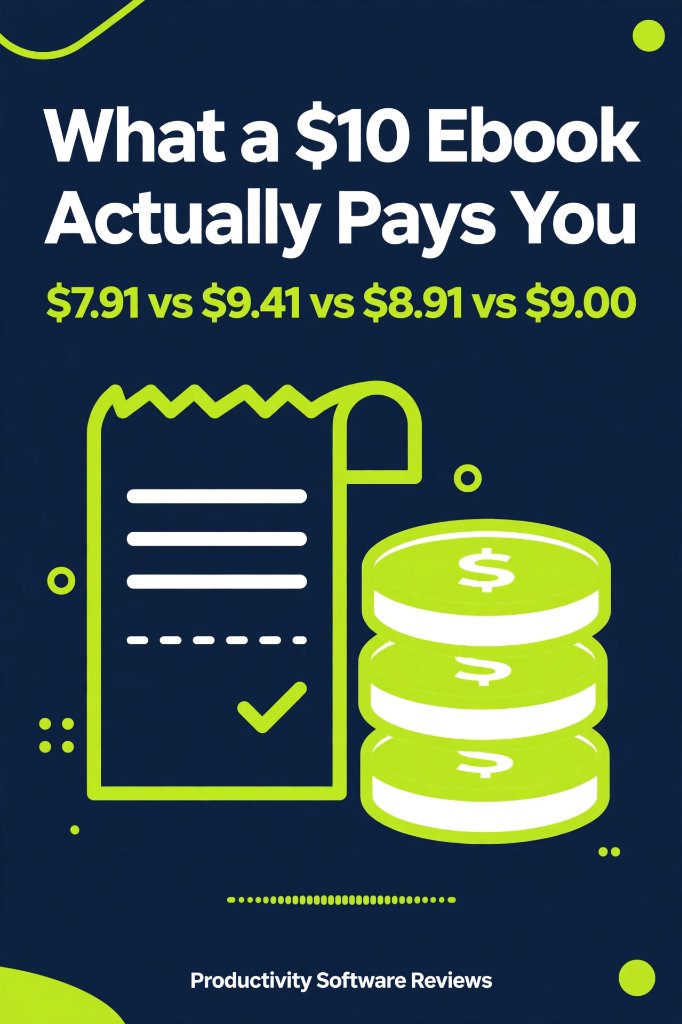 What a $10 Ebook
Actually Pays You
$7.91 vs $9.41 vs $8.91 vs $9.00
$
$
$
Productivity Software Reviews